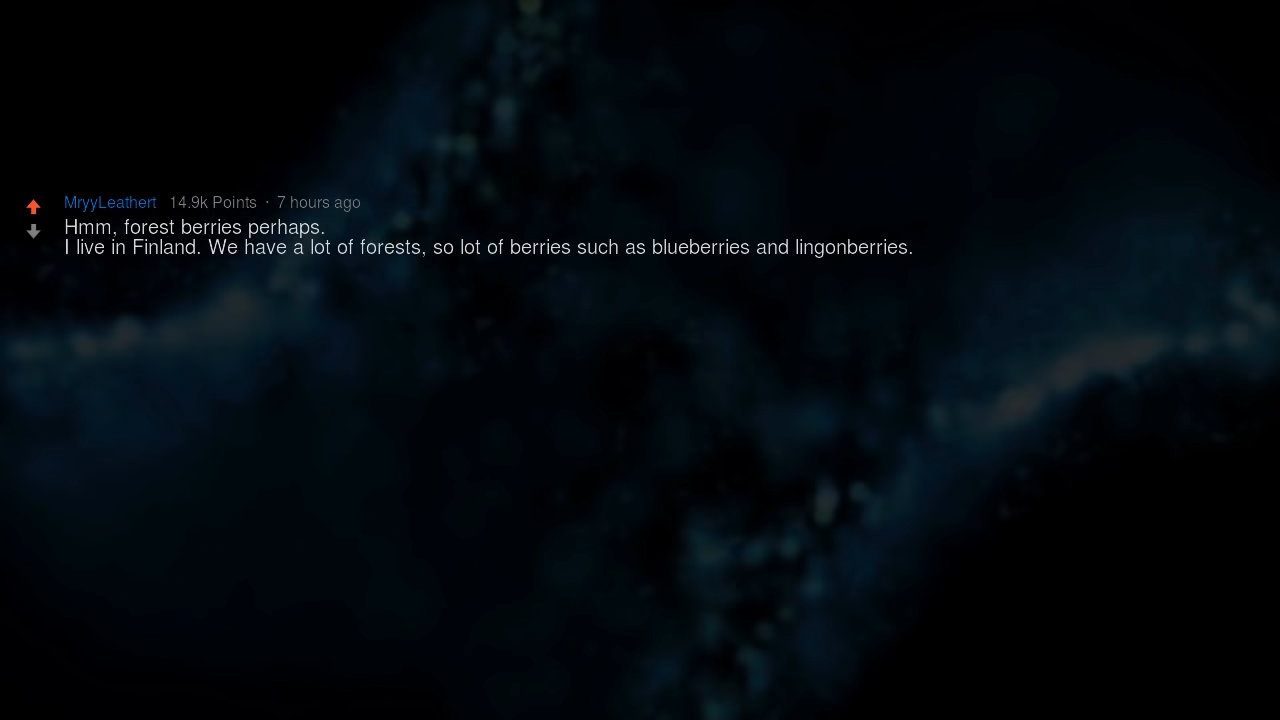 MryyLeathert 14.9k Points · 7 hours ago
Hmm, forest berries perhaps.
I live in Finland. We have a lot of forests, so lot of berries such as blueberries and lingonberries.